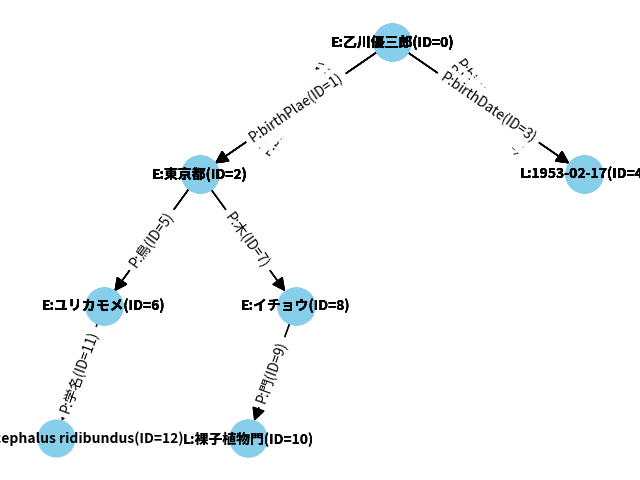 E:乙川優三郎(ID=0)
P:birthPlae(ID=1)
P:birthDate(ID=3)
E:東京都(ID=2)
L:1953-02-17(ID=4
P:鳥(ID=5)
P:木(ID=7)
E:ユリカモメ(ID=6)
E:イチョウ(ID=8)
P:学名(ID=11)
P:門(ID=9)
ridibundus(ID=12)
L:裸子植物門(ID=10)